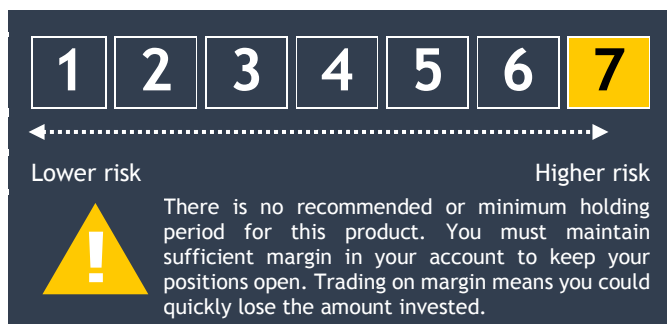 1 2 3 4 5 6 7
Lower risk Higher risk
There is no recommended or minimum holding
period for this product. You must maintain
sufficient margin in your account to keep your
positions open. Trading on margin means you could
quickly lose the amount invested.